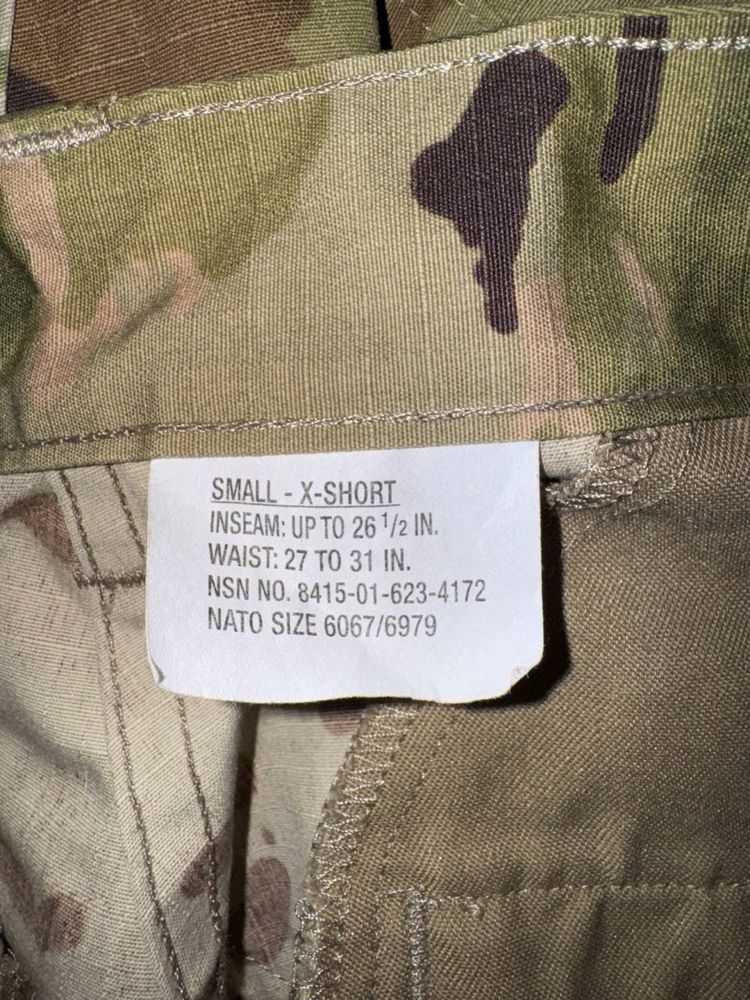 SMALL - X-SHORT
INSEAM: UP TO 26 1/2 IN.
WAIST: 27 TO 31 IN.
NSN NO. 8415-01-623-4172
NATO SIZE 6067/6979